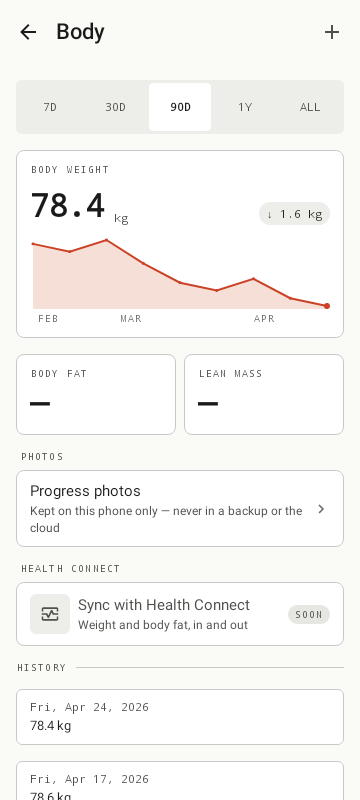 Body
7D 30D 90D 1Y ALL
BODY WEIGHT
78.4 kg
↓ 1.6 kg
FEB MAR APR
BODY FAT
—
LEAN MASS
—
PHOTOS
Progress photos
Kept on this phone only — never in a backup or the
cloud
HEALTH CONNECT
Sync with Health Connect
Weight and body fat, in and out
SOON
HISTORY
Fri, Apr 24, 2026
78.4 kg
Fri, Apr 17, 2026
78.6 kg